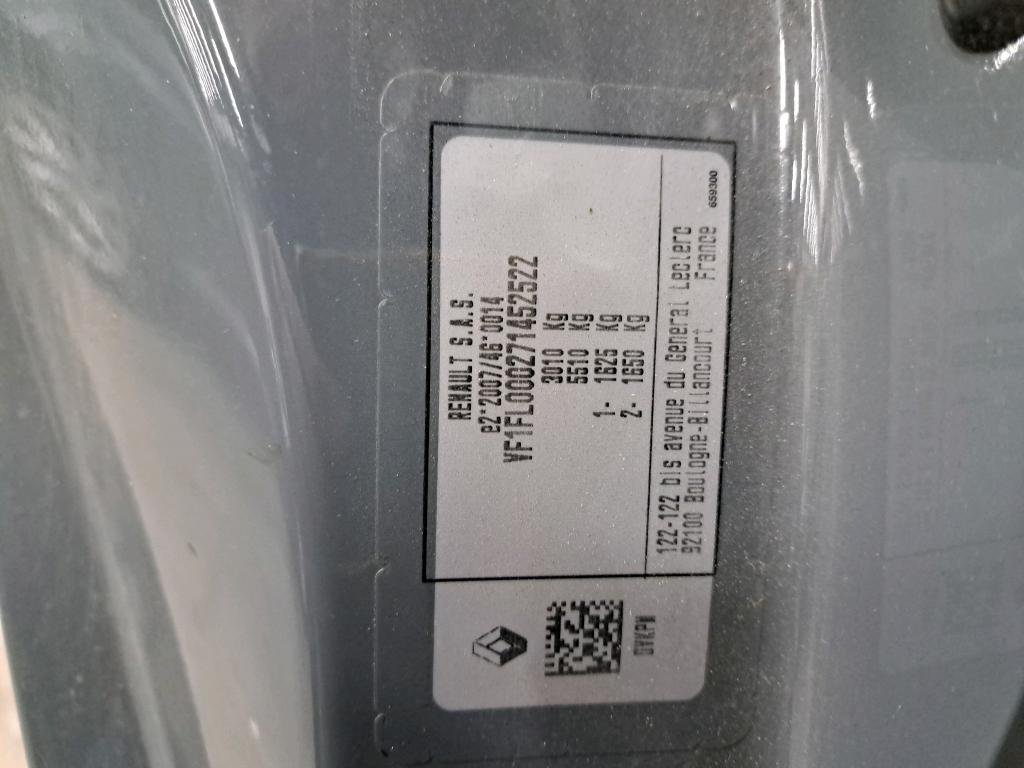 RENAULT S.A.S.
e2*2007/46*0014
VF1FL000271452522
3010 Kg
5510 Kg
1- 1625 Kg
2- 1650 Kg
122-122 bis avenue du General Leclerc
92100 Boulogne-Billancourt France
659300